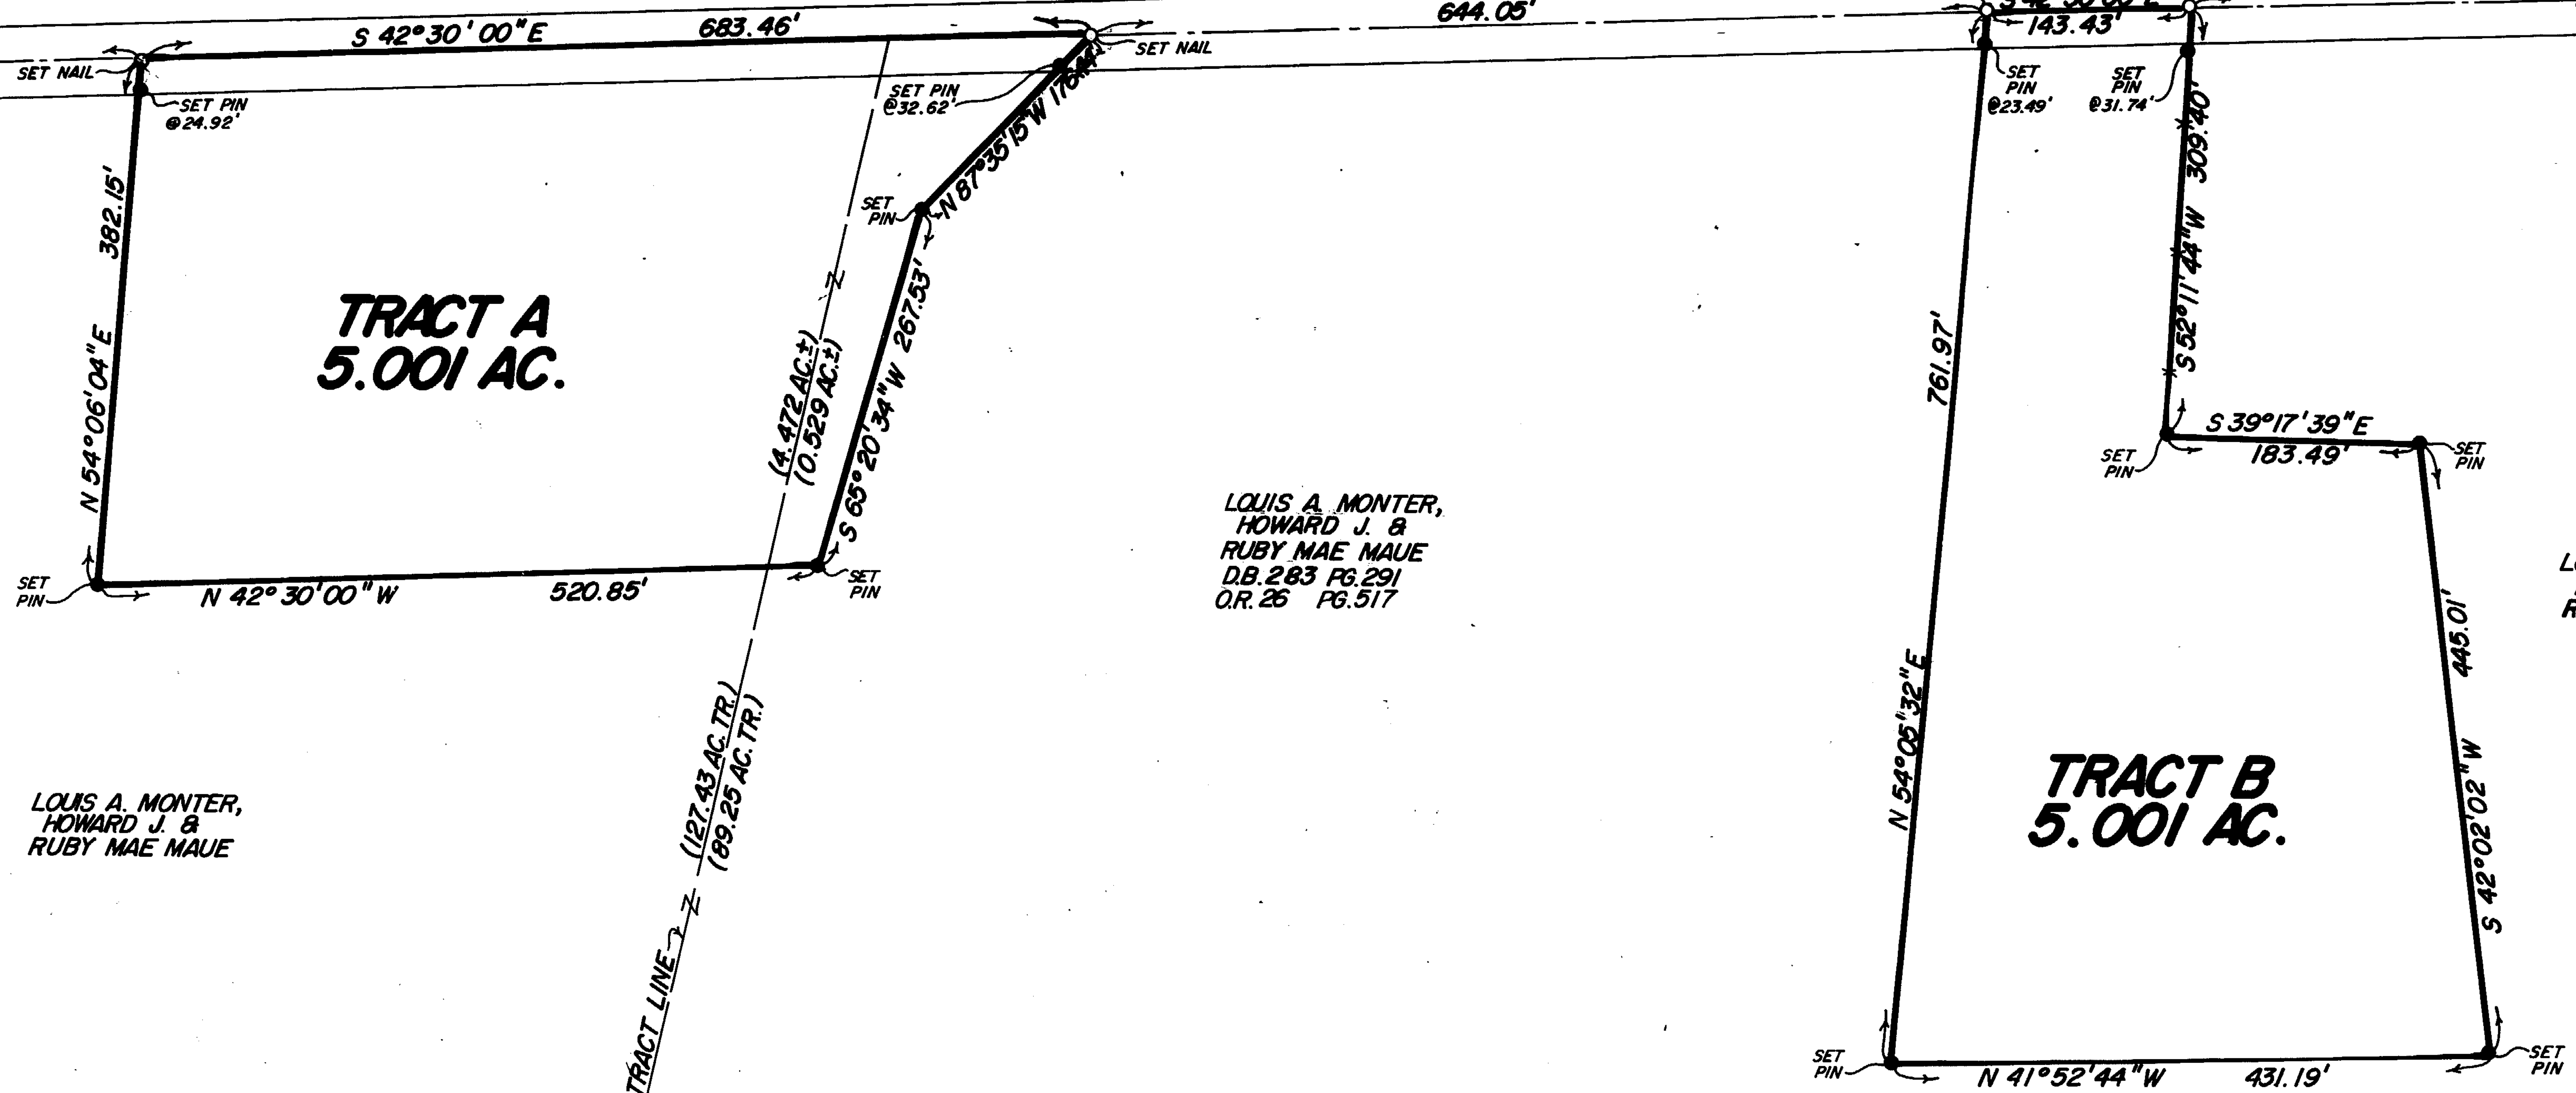 S 42°30'00"E 683.46'
644.05'
143.43'
SET NAIL
SET NAIL
SET PIN
@24.92'
SET PIN
@32.62'
SET
PIN
@23.49'
SET
PIN
@31.74'
N 87°35'15"W
382.15'
N 54°06'04"E
TRACT A
5.001 AC.
SET
PIN
S 65°20'34"W 267.53'
(4.472 AC.±)
(0.529 AC.±)
SET
PIN
N 42°30'00"W 520.85'
SET
PIN
LOUIS A. MONTER,
HOWARD J. &
RUBY MAE MAUE
D.B. 283 PG. 291
O.R. 26 PG. 517
LOUIS A. MONTER,
HOWARD J. &
RUBY MAE MAUE
(127.43 AC. TR.)
(89.25 AC. TR.)
TRACT LINE
761.97'
N 54°05'32"E
S 52°11'44"W 309.40'
S 39°17'39"E
183.49'
SET
PIN
SET
PIN
445.01'
S 42°02'02"W
TRACT B
5.001 AC.
SET
PIN
N 41°52'44"W 431.19'
SET
PIN